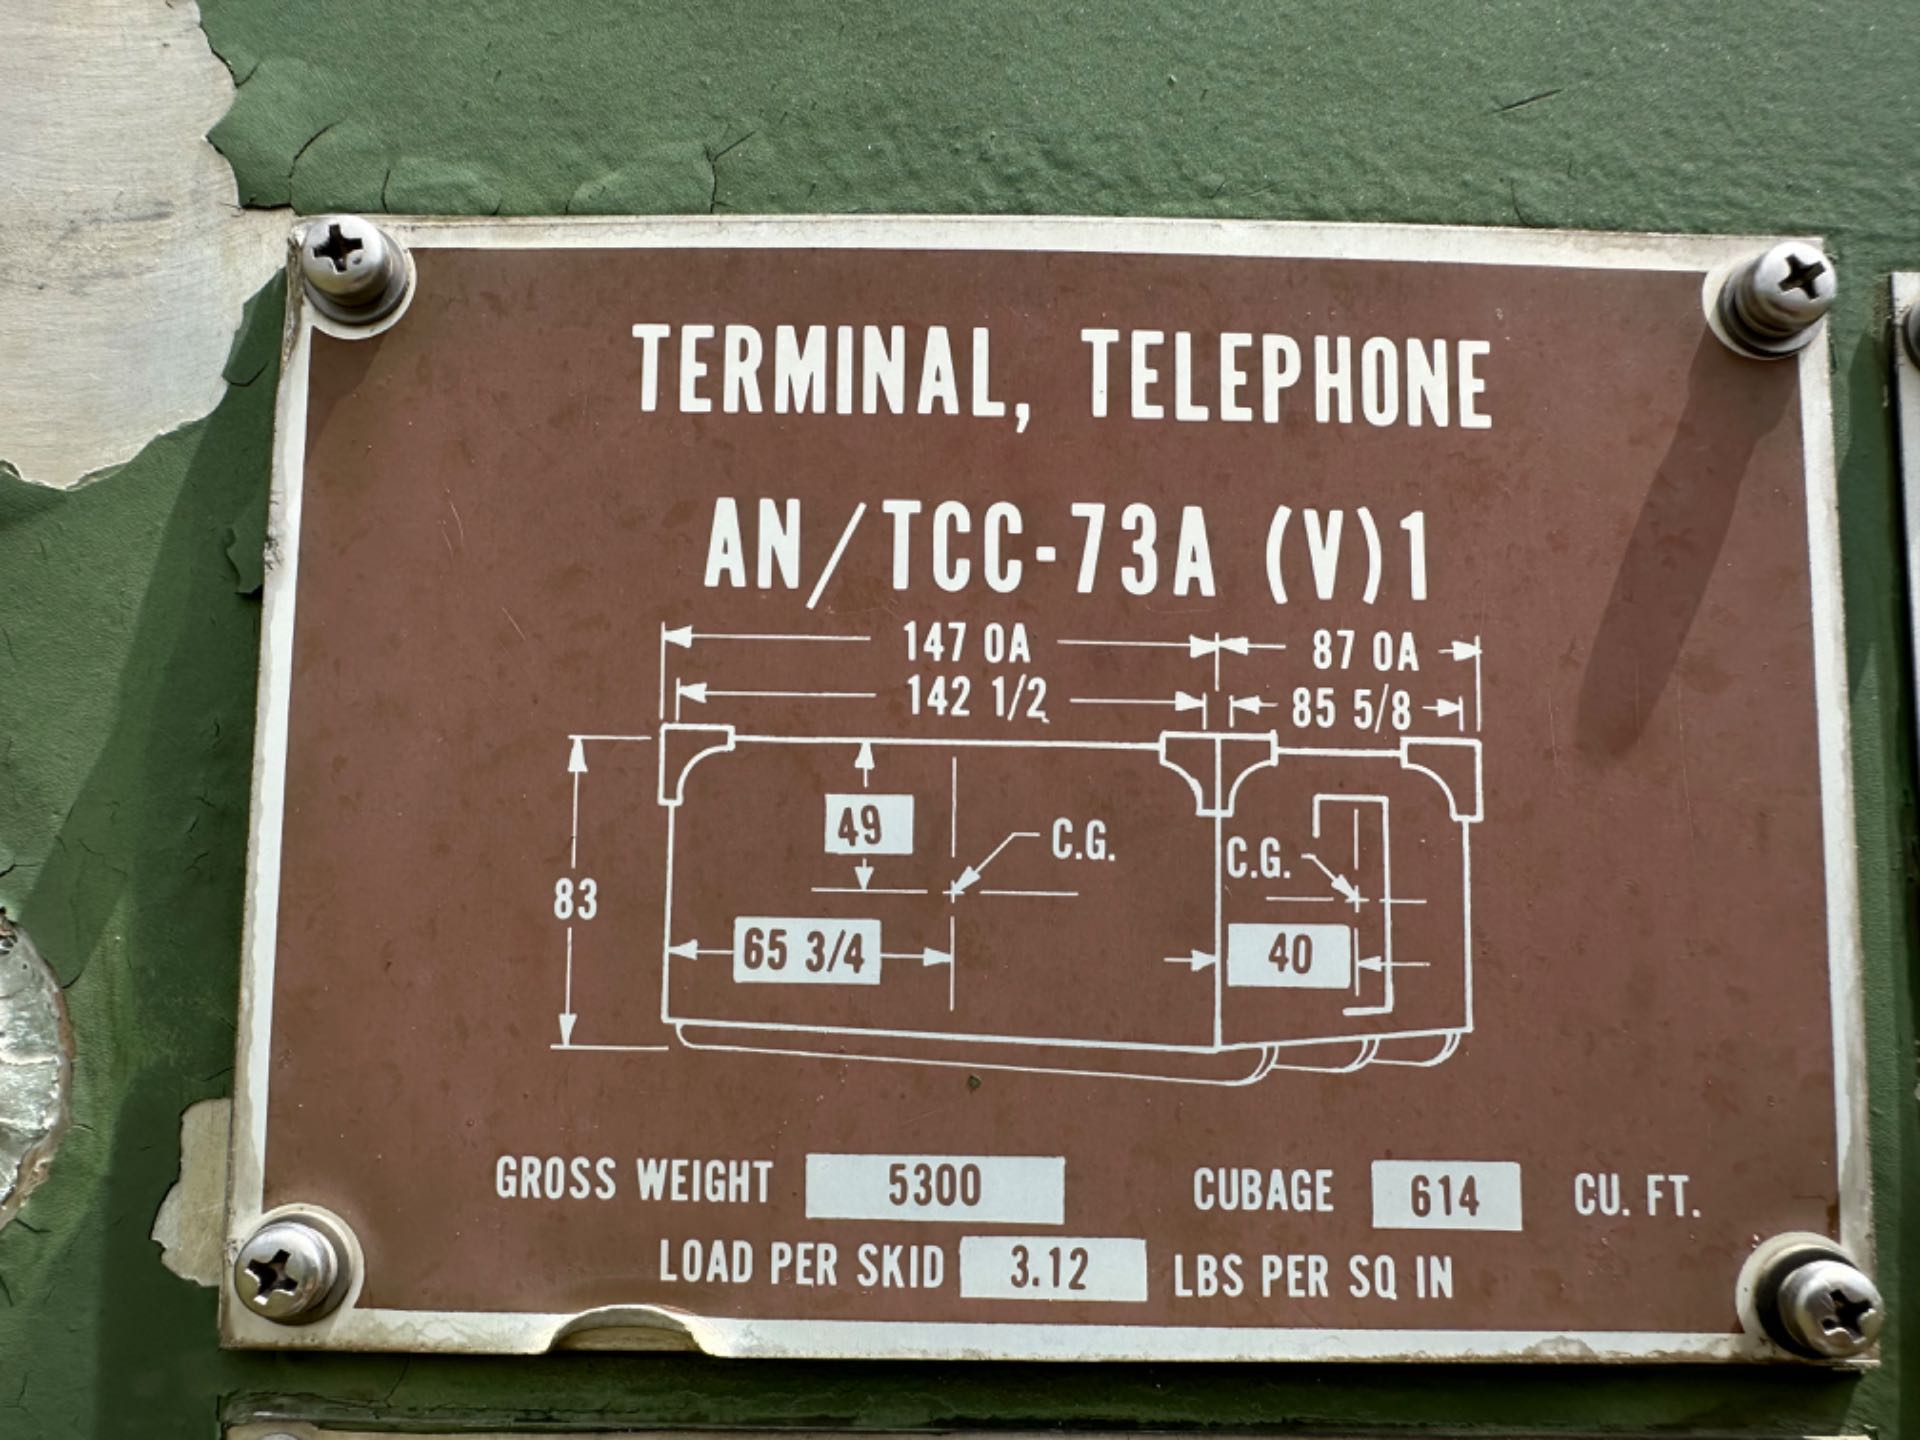 TERMINAL, TELEPHONE
AN/TCC-73A (V)1
147 OA 87 OA
142 1/2 85 5/8
49
C.G. C.G.
83
65 3/4 40
GROSS WEIGHT 5300 CUBAGE 614 CU. FT.
LOAD PER SKID 3.12 LBS PER SQ IN